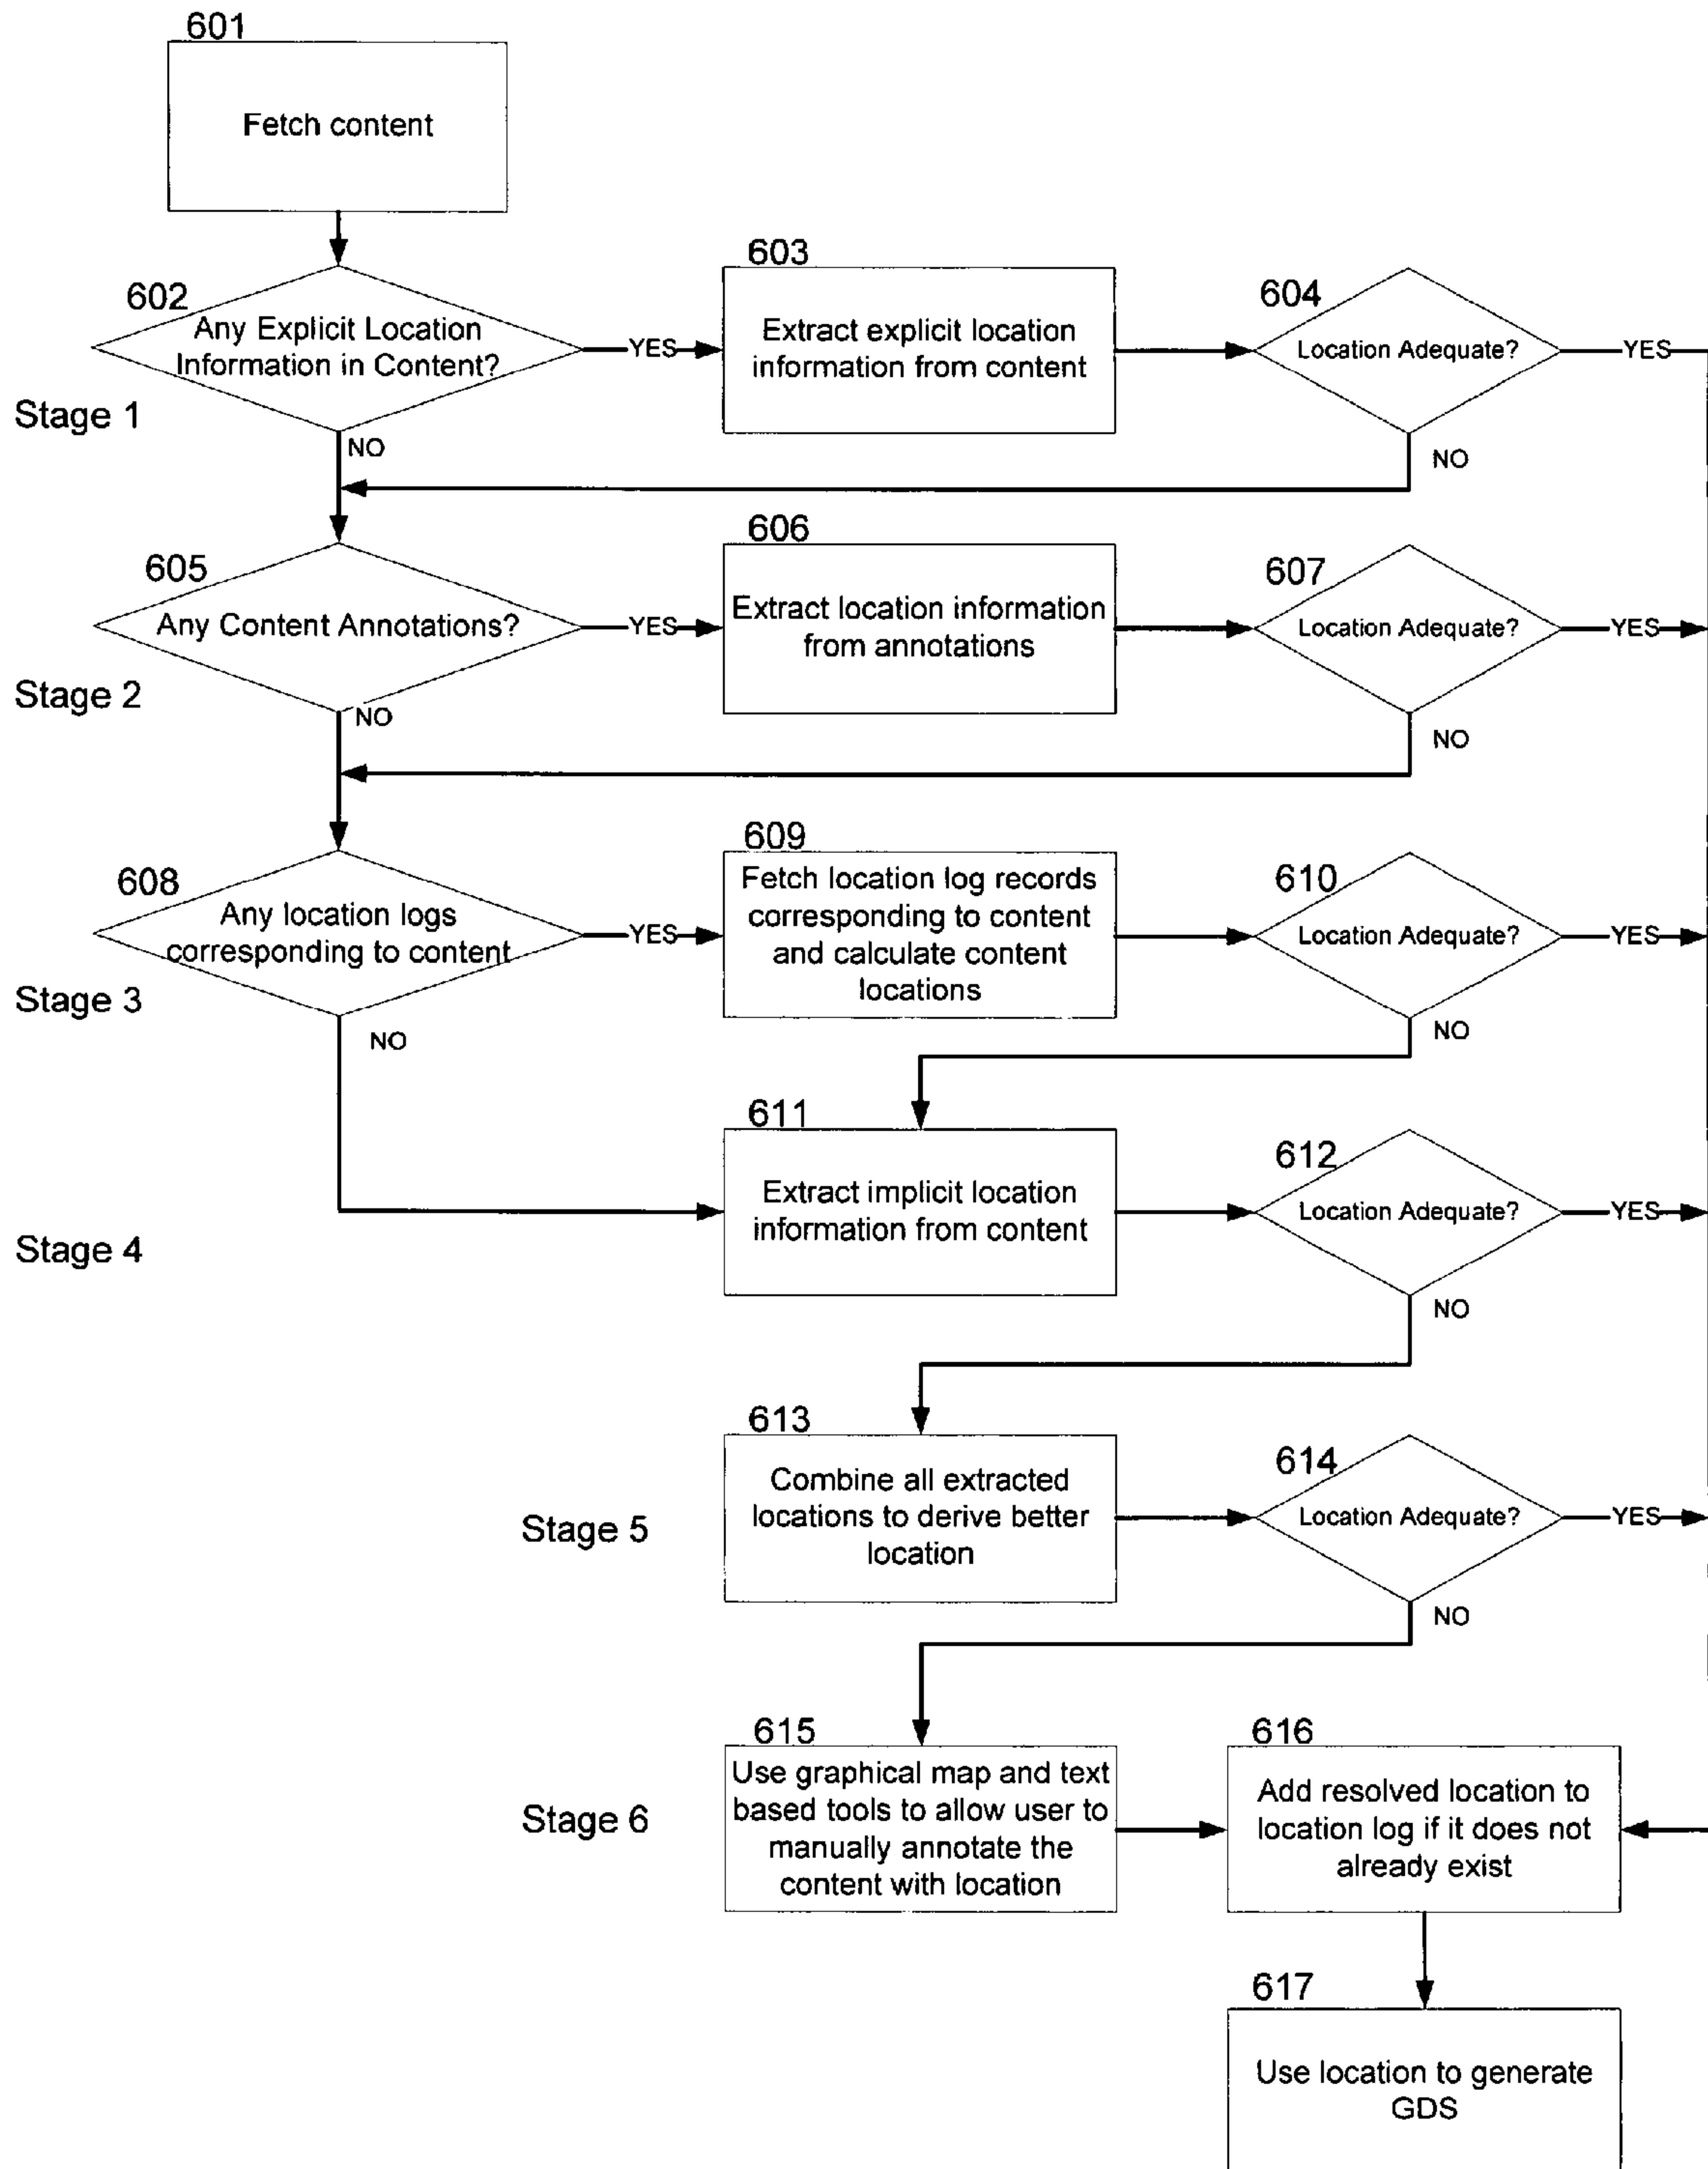 601
Fetch content
602
Any Explicit Location
Information in Content?
YES
603
Extract explicit location
information from content
604
Location Adequate?
YES
Stage 1
NO
NO
605
Any Content Annotations?
YES
606
Extract location information
from annotations
607
Location Adequate?
YES
Stage 2
NO
NO
608
Any location logs
corresponding to content
YES
609
Fetch location log records
corresponding to content
and calculate content
locations
610
Location Adequate?
YES
Stage 3
NO
NO
611
Extract implicit location
information from content
612
Location Adequate?
YES
Stage 4
NO
613
Combine all extracted
locations to derive better
location
614
Location Adequate?
YES
Stage 5
NO
615
Use graphical map and text
based tools to allow user to
manually annotate the
content with location
616
Add resolved location to
location log if it does not
already exist
Stage 6
617
Use location to generate
GDS